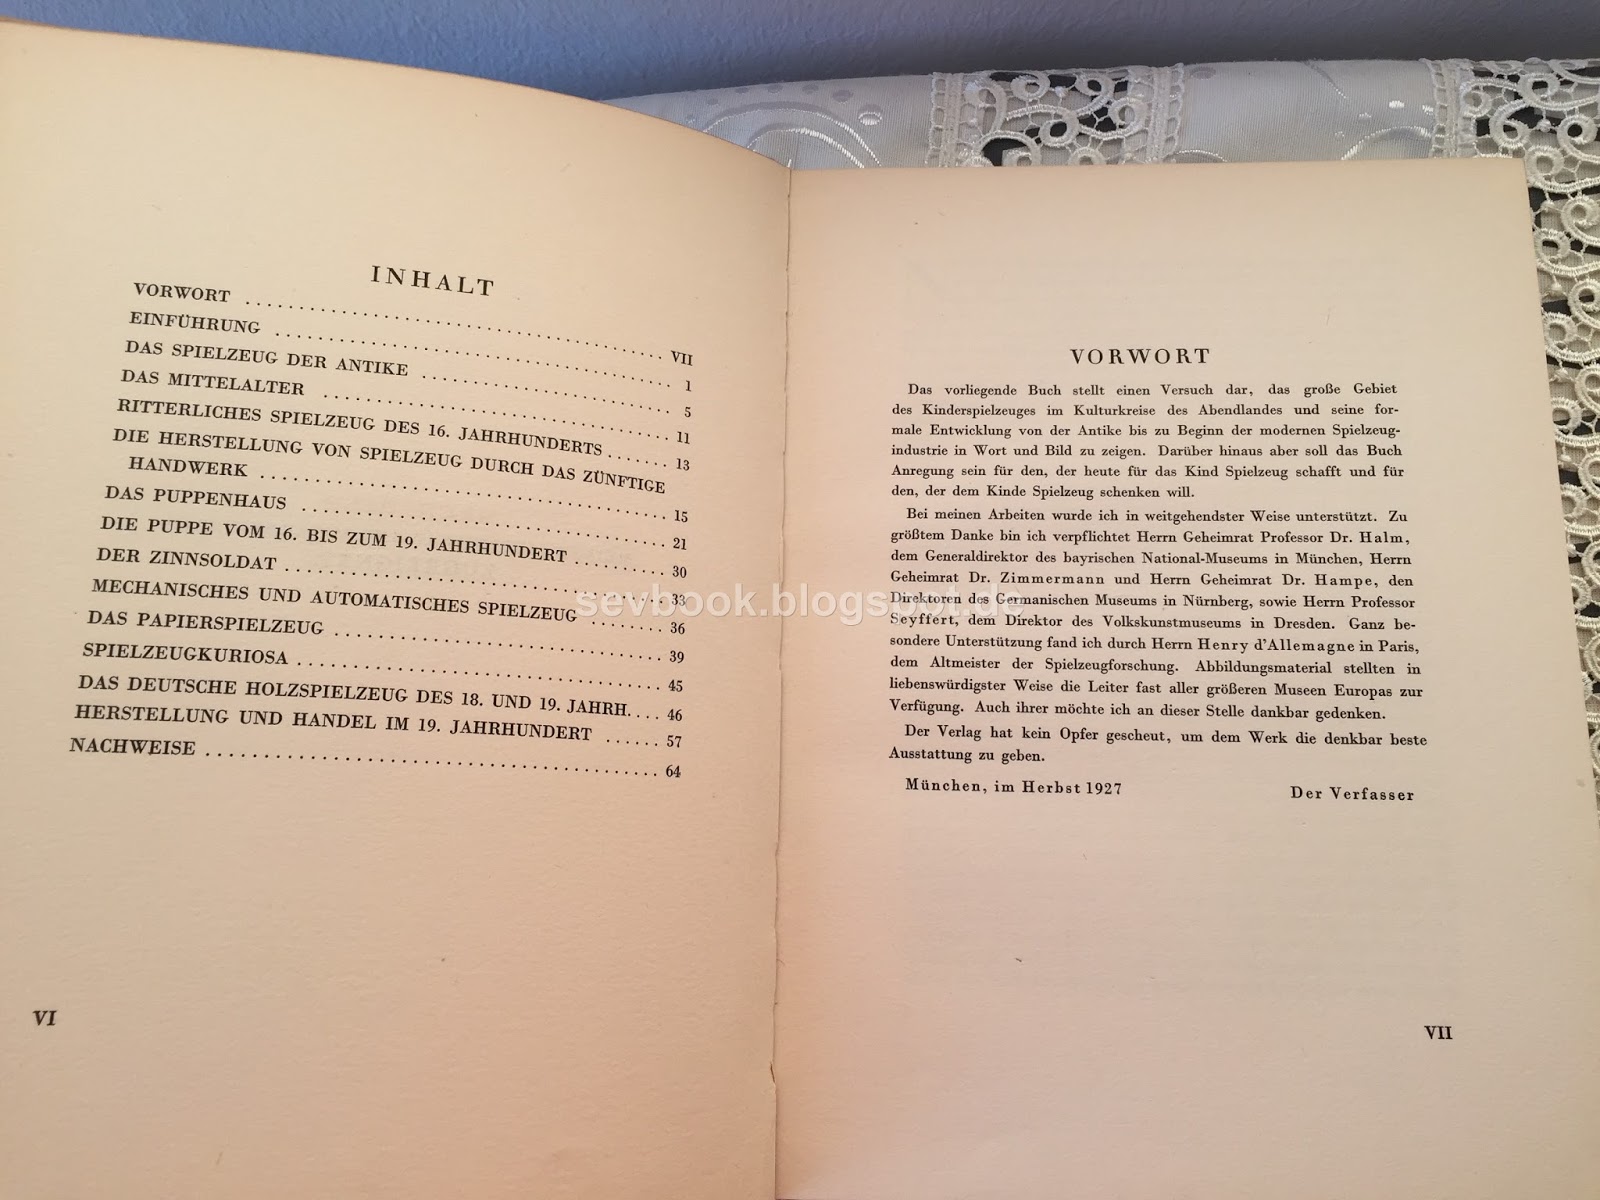 INHALT
VORWORT ........ VII
EINFÜHRUNG ........ 1
DAS SPIELZEUG DER ANTIKE ........ 5
DAS MITTELALTER ........ 11
RITTERLICHES SPIELZEUG DES 16. JAHRHUNDERTS ....... 13
DIE HERSTELLUNG VON SPIELZEUG DURCH DAS ZÜNFTIGE
HANDWERK ........ 15
DAS PUPPENHAUS ........ 21
DIE PUPPE VOM 16. BIS ZUM 19. JAHRHUNDERT ......... 30
DER ZINNSOLDAT ........ 33
MECHANISCHES UND AUTOMATISCHES SPIELZEUG ........ 36
DAS PAPIERSPIELZEUG ........ 39
SPIELZEUGKURIOSA ........ 45
DAS DEUTSCHE HOLZSPIELZEUG DES 18. UND 19. JAHRH.... 46
HERSTELLUNG UND HANDEL IM 19. JAHRHUNDERT ...... 57
NACHWEISE ........ 64
VI
VORWORT
Das vorliegende Buch stellt einen Versuch dar, das große Gebiet
des Kinderspielzeuges im Kulturkreise des Abendlandes und seine for-
male Entwicklung von der Antike bis zu Beginn der modernen Spielzeug-
industrie in Wort und Bild zu zeigen. Darüber hinaus aber soll das Buch
Anregung sein für den, der heute für das Kind Spielzeug schafft und für
den, der dem Kinde Spielzeug schenken will.
Bei meinen Arbeiten wurde ich in weitgehendster Weise unterstützt. Zu
größtem Danke bin ich verpflichtet Herrn Geheimrat Professor Dr. Halm,
dem Generaldirektor des bayrischen National-Museums in München, Herrn
Geheimrat Dr. Zimmermann und Herrn Geheimrat Dr. Hampe, den
Direktoren des Germanischen Museums in Nürnberg, sowie Herrn Professor
Seyffert, dem Direktor des Volkskunstmuseums in Dresden. Ganz be-
sondere Unterstützung fand ich durch Herrn Henry d'Allemagne in Paris,
dem Altmeister der Spielzeugforschung. Abbildungsmaterial stellten in
liebenswürdigster Weise die Leiter fast aller größeren Museen Europas zur
Verfügung. Auch ihrer möchte ich an dieser Stelle dankbar gedenken.
Der Verlag hat kein Opfer gescheut, um dem Werk die denkbar beste
Ausstattung zu geben.
München, im Herbst 1927 Der Verfasser
VII
sevbook.blogspot.de